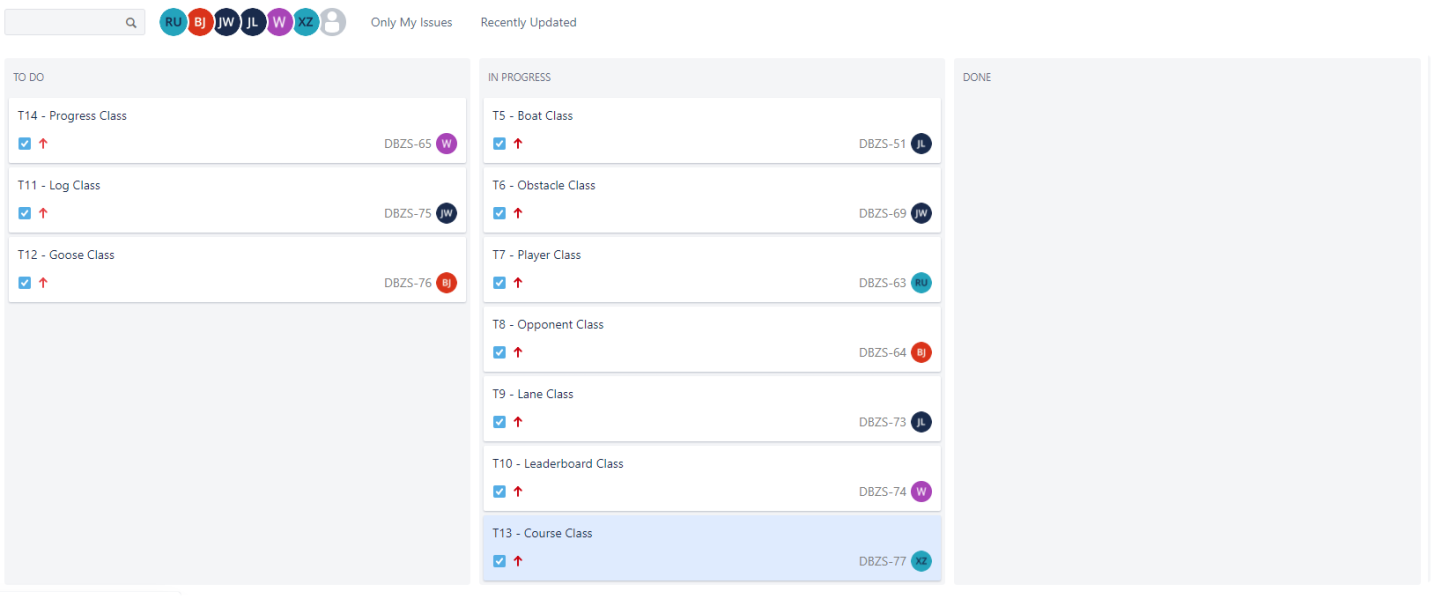 RU BJ JW JL W XZ Only My Issues Recently Updated
TO DO
T14 - Progress Class
DBZS-65 W
T11 - Log Class
DBZS-75 JW
T12 - Goose Class
DBZS-76 BJ
IN PROGRESS
T5 - Boat Class
DBZS-51 JL
T6 - Obstacle Class
DBZS-69 JW
T7 - Player Class
DBZS-63 RU
T8 - Opponent Class
DBZS-64 BJ
T9 - Lane Class
DBZS-73 JL
T10 - Leaderboard Class
DBZS-74 W
T13 - Course Class
DBZS-77 XZ
DONE